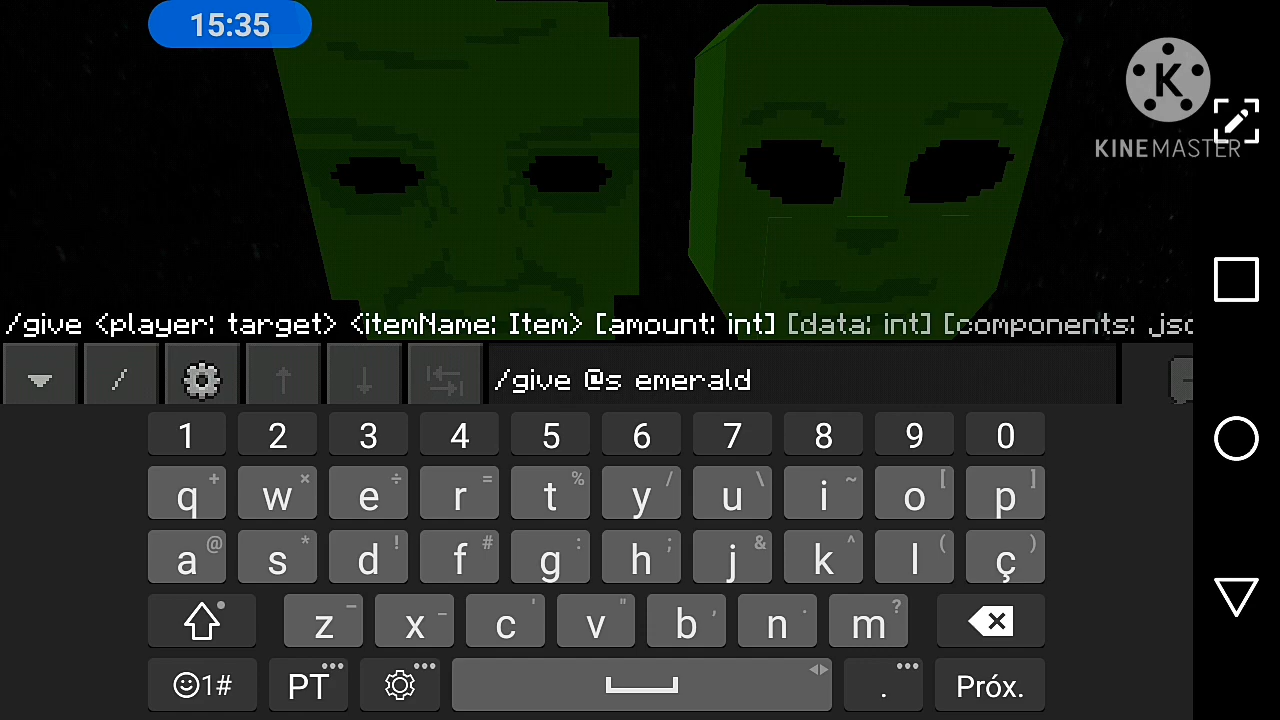 15:35
K
KINEMASTER
/give <player: target> <itemName: Item> [amount: int] [data: int] [components: .jsc
/
/give @s emerald
1 2 3 4 5 6 7 8 9 0
q + w × e ÷ r = t % y / u \ i ~ o [ p ]
a @ s * d ! f # g : h ; j & k ^ l ( ç )
z – x - c ' v " b , n . m ?
1# PT . Próx.